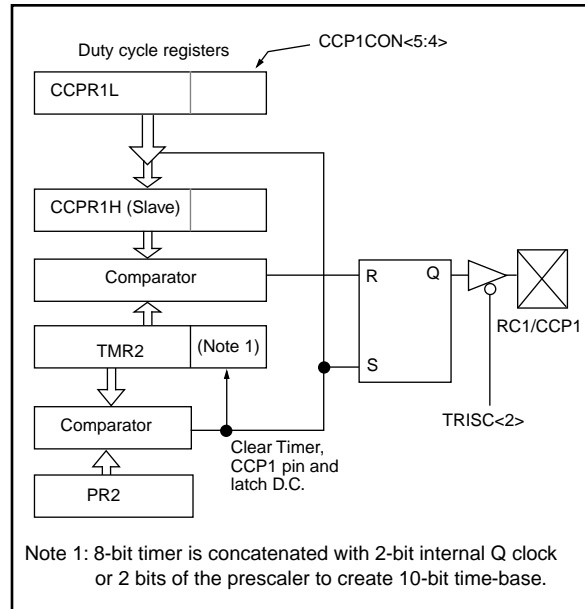 Duty cycle registers
CCP1CON<5:4>
CCPR1L
CCPR1H (Slave)
Comparator
R
Q
RC1/CCP1
TMR2
(Note 1)
S
TRISC<2>
Comparator
Clear Timer,
CCP1 pin and
latch D.C.
PR2
Note 1: 8-bit timer is concatenated with 2-bit internal Q clock
or 2 bits of the prescaler to create 10-bit time-base.